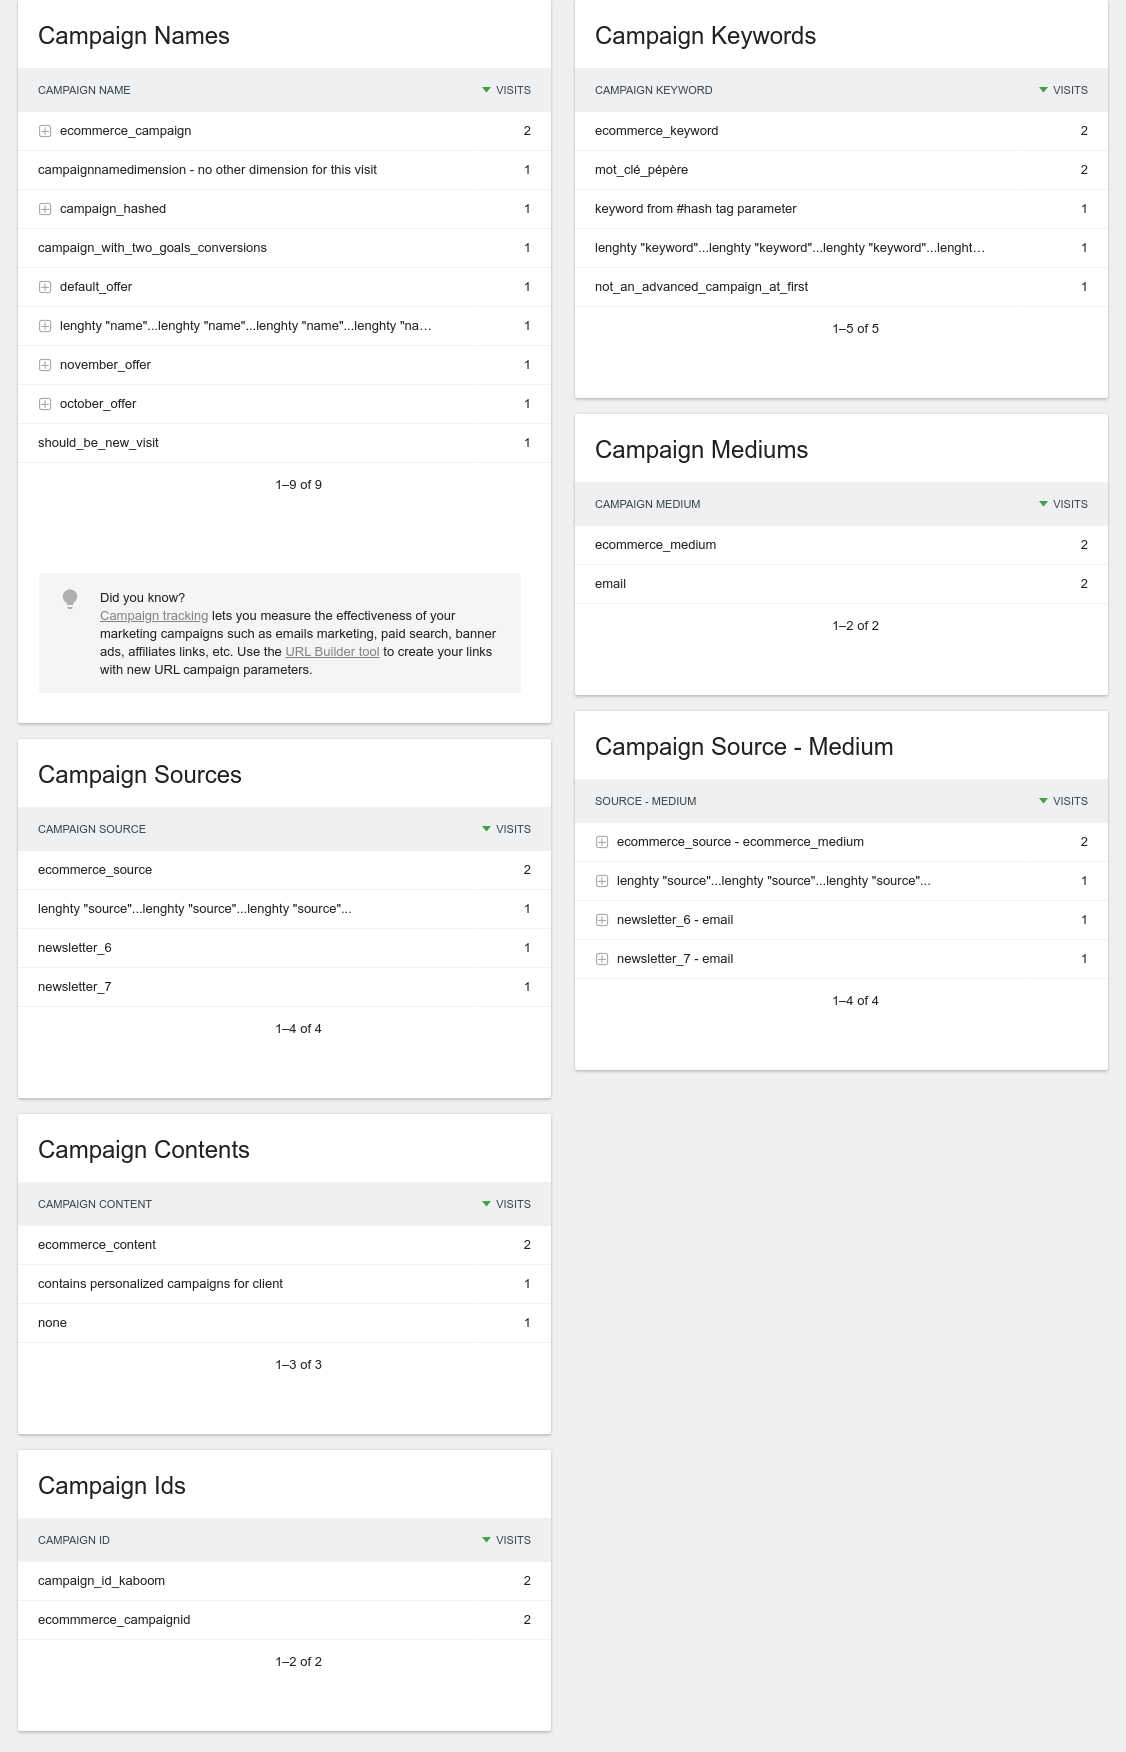 Campaign Names
CAMPAIGN NAME VISITS
ecommerce_campaign 2
campaignnamedimension - no other dimension for this visit 1
campaign_hashed 1
campaign_with_two_goals_conversions 1
default_offer 1
lenghty "name"...lenghty "name"...lenghty "name"...lenghty "na... 1
november_offer 1
october_offer 1
should_be_new_visit 1
1–9 of 9
Did you know?
Campaign tracking lets you measure the effectiveness of your
marketing campaigns such as emails marketing, paid search, banner
ads, affiliates links, etc. Use the URL Builder tool to create your links
with new URL campaign parameters.
Campaign Sources
CAMPAIGN SOURCE VISITS
ecommerce_source 2
lenghty "source"...lenghty "source"...lenghty "source"... 1
newsletter_6 1
newsletter_7 1
1–4 of 4
Campaign Contents
CAMPAIGN CONTENT VISITS
ecommerce_content 2
contains personalized campaigns for client 1
none 1
1–3 of 3
Campaign Ids
CAMPAIGN ID VISITS
campaign_id_kaboom 2
ecommmerce_campaignid 2
1–2 of 2
Campaign Keywords
CAMPAIGN KEYWORD VISITS
ecommerce_keyword 2
mot_clé_pépère 2
keyword from #hash tag parameter 1
lenghty "keyword"...lenghty "keyword"...lenghty "keyword"...lenght... 1
not_an_advanced_campaign_at_first 1
1–5 of 5
Campaign Mediums
CAMPAIGN MEDIUM VISITS
ecommerce_medium 2
email 2
1–2 of 2
Campaign Source - Medium
SOURCE - MEDIUM VISITS
ecommerce_source - ecommerce_medium 2
lenghty "source"...lenghty "source"...lenghty "source"... 1
newsletter_6 - email 1
newsletter_7 - email 1
1–4 of 4